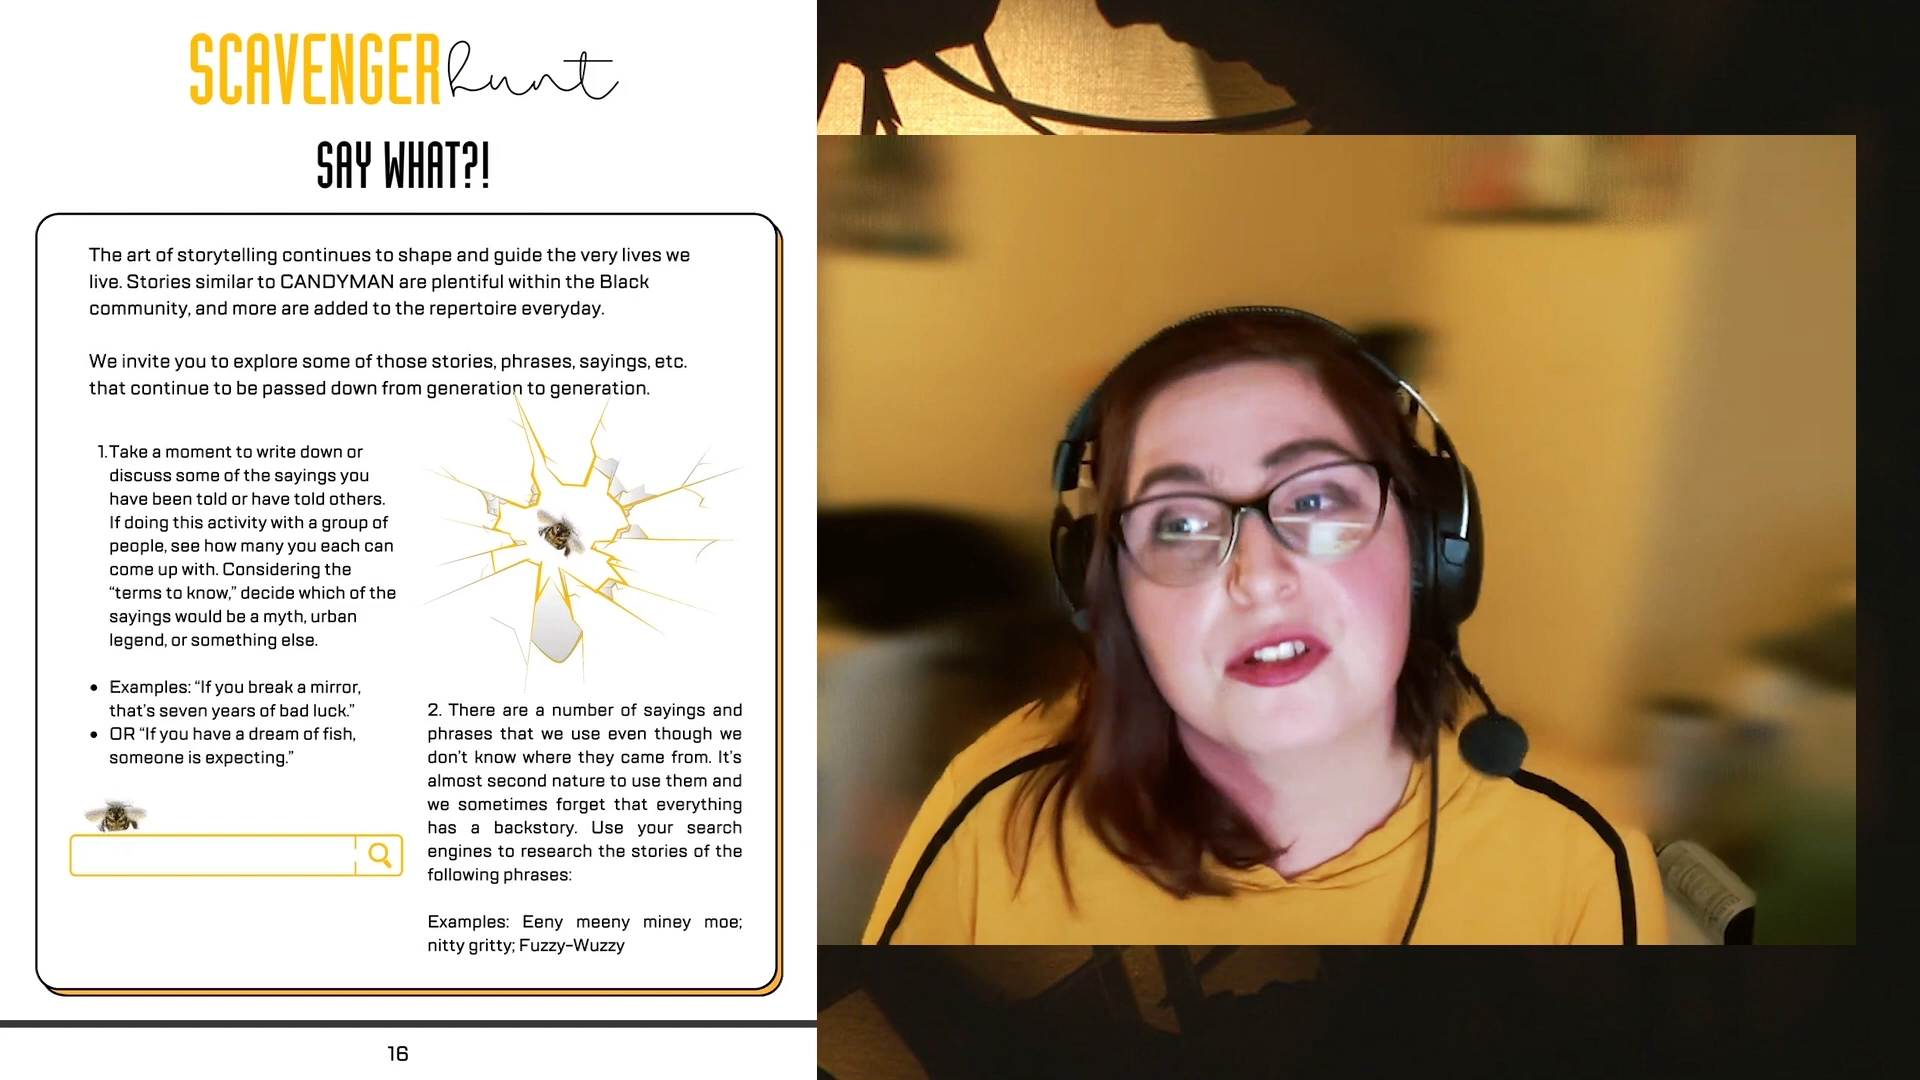 SCAVENGER hunt
SAY WHAT?!
The art of storytelling continues to shape and guide the very lives we
live. Stories similar to CANDYMAN are plentiful within the Black
community, and more are added to the repertoire everyday.
We invite you to explore some of those stories, phrases, sayings, etc.
that continue to be passed down from generation to generation.
1. Take a moment to write down or
discuss some of the sayings you
have been told or have told others.
If doing this activity with a group of
people, see how many you each can
come up with. Considering the
“terms to know,” decide which of the
sayings would be a myth, urban
legend, or something else.
• Examples: “If you break a mirror,
that’s seven years of bad luck.”
• OR “If you have a dream of fish,
someone is expecting.”
2. There are a number of sayings and
phrases that we use even though we
don’t know where they came from. It’s
almost second nature to use them and
we sometimes forget that everything
has a backstory. Use your search
engines to research the stories of the
following phrases:
Examples: Eeny meeny miney moe;
nitty gritty; Fuzzy-Wuzzy
16